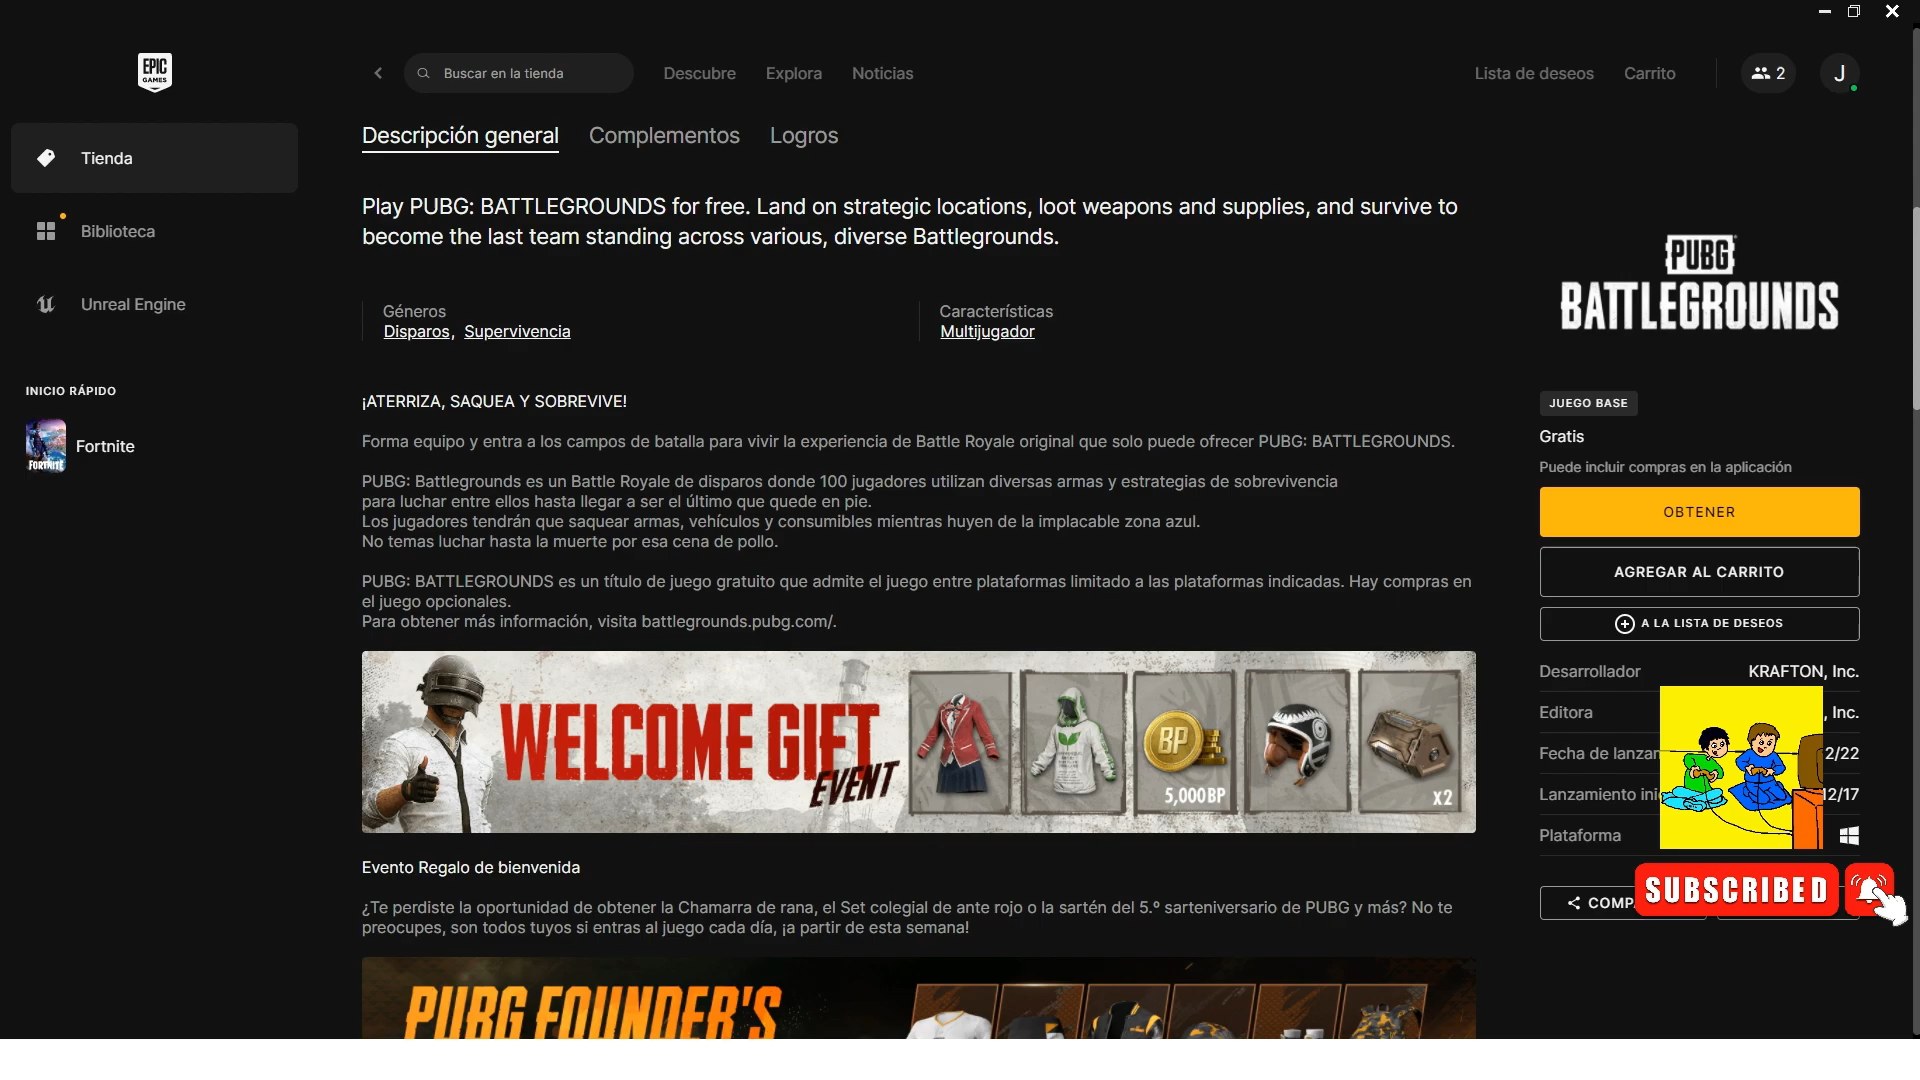 EPIC
GAMES
Buscar en la tienda
Descubre
Explora
Noticias
Lista de deseos
Carrito
2
J
Tienda
Biblioteca
Unreal Engine
INICIO RÁPIDO
FORTNITE
Fortnite
Descripción general
Complementos
Logros
Play PUBG: BATTLEGROUNDS for free. Land on strategic locations, loot weapons and supplies, and survive to
become the last team standing across various, diverse Battlegrounds.
Géneros
Disparos, Supervivencia
Características
Multijugador
¡ATERRIZA, SAQUEA Y SOBREVIVE!
Forma equipo y entra a los campos de batalla para vivir la experiencia de Battle Royale original que solo puede ofrecer PUBG: BATTLEGROUNDS.
PUBG: Battlegrounds es un Battle Royale de disparos donde 100 jugadores utilizan diversas armas y estrategias de sobrevivencia
para luchar entre ellos hasta llegar a ser el último que quede en pie.
Los jugadores tendrán que saquear armas, vehículos y consumibles mientras huyen de la implacable zona azul.
No temas luchar hasta la muerte por esa cena de pollo.
PUBG: BATTLEGROUNDS es un título de juego gratuito que admite el juego entre plataformas limitado a las plataformas indicadas. Hay compras en
el juego opcionales.
Para obtener más información, visita battlegrounds.pubg.com/.
WELCOME GIFT
EVENT
BP
5,000BP
x2
Evento Regalo de bienvenida
¿Te perdiste la oportunidad de obtener la Chamarra de rana, el Set colegial de ante rojo o la sartén del 5.º sarteniversario de PUBG y más? No te
preocupes, son todos tuyos si entras al juego cada día, ¡a partir de esta semana!
PUBG FOUNDER'S
PUBG
BATTLEGROUNDS
JUEGO BASE
Gratis
Puede incluir compras en la aplicación
OBTENER
AGREGAR AL CARRITO
A LA LISTA DE DESEOS
Desarrollador KRAFTON, Inc.
Editora , Inc.
Fecha de lanzan 2/22
Lanzamiento ini 12/17
Plataforma
COMP
SUBSCRIBED